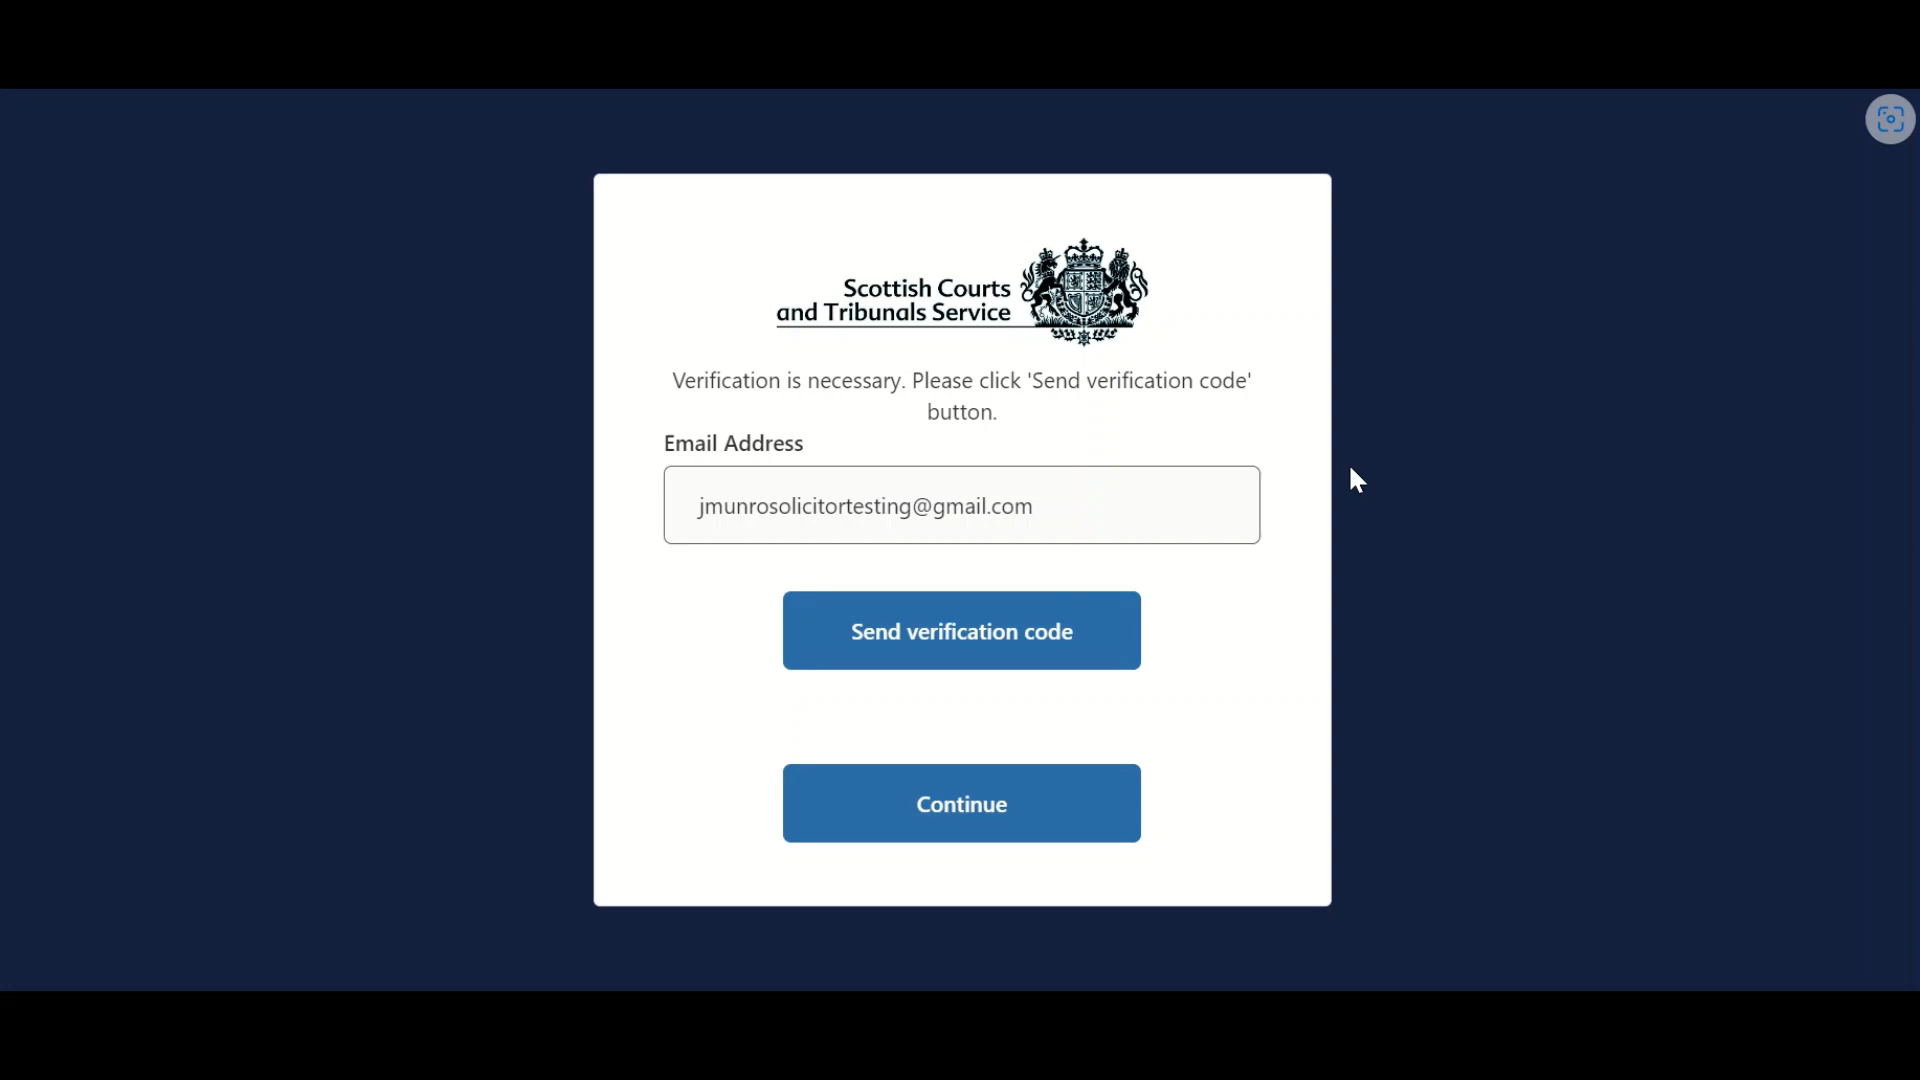 Scottish Courts
and Tribunals Service
Verification is necessary. Please click 'Send verification code'
button.
Email Address
jmunrosolicitortesting@gmail.com
Send verification code
Continue